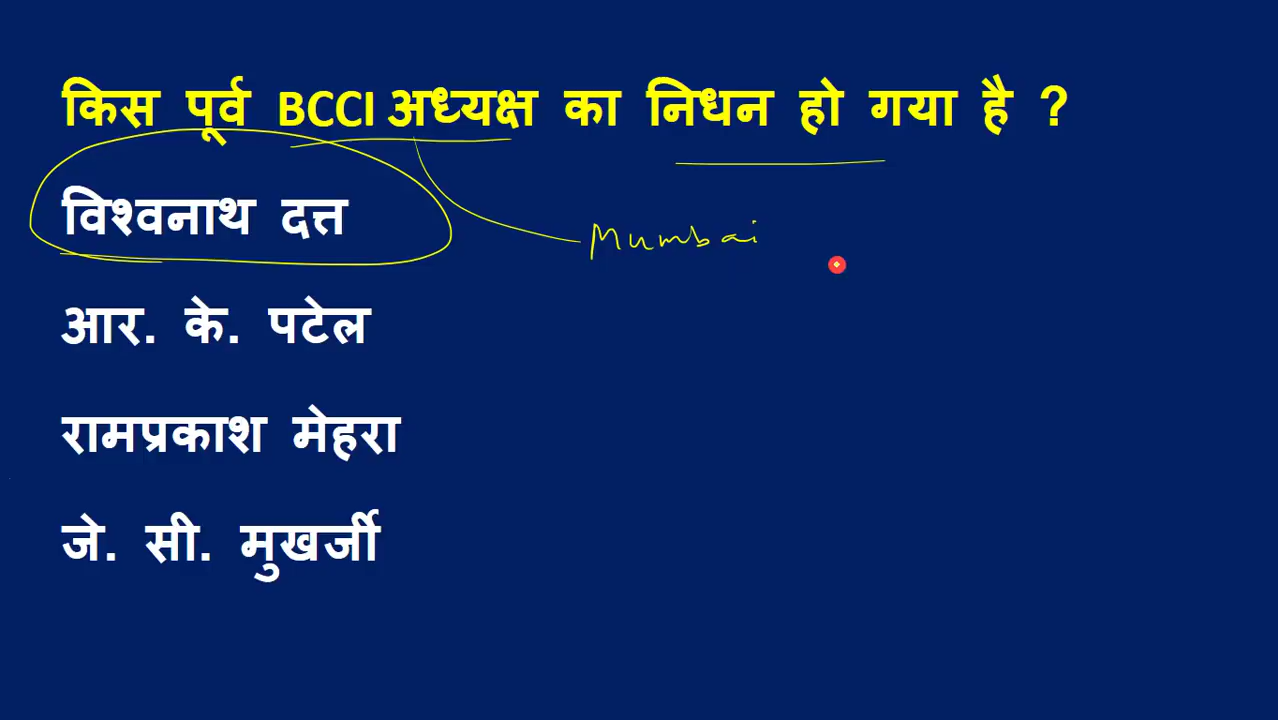 किस पूर्व BCCI अध्यक्ष का निधन हो गया है ?
विश्वनाथ दत्त
Mumbai
आर. के. पटेल
रामप्रकाश मेहरा
जे. सी. मुखर्जी